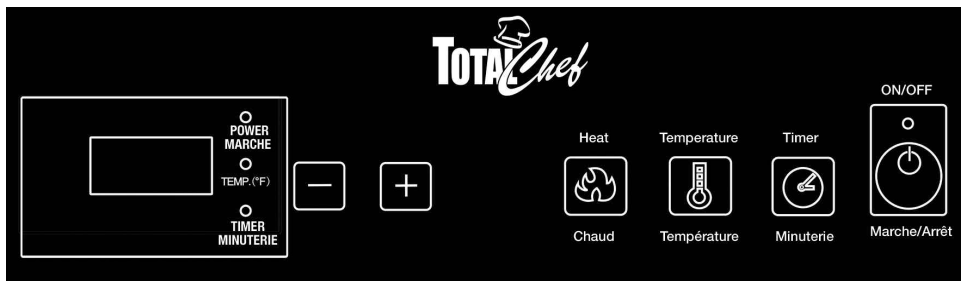 TOTAL Chef
POWER
MARCHE
TEMP.(°F)
TIMER
MINUTERIE
− +
Heat
Chaud
Temperature
Température
Timer
Minuterie
ON/OFF
Marche/Arrêt